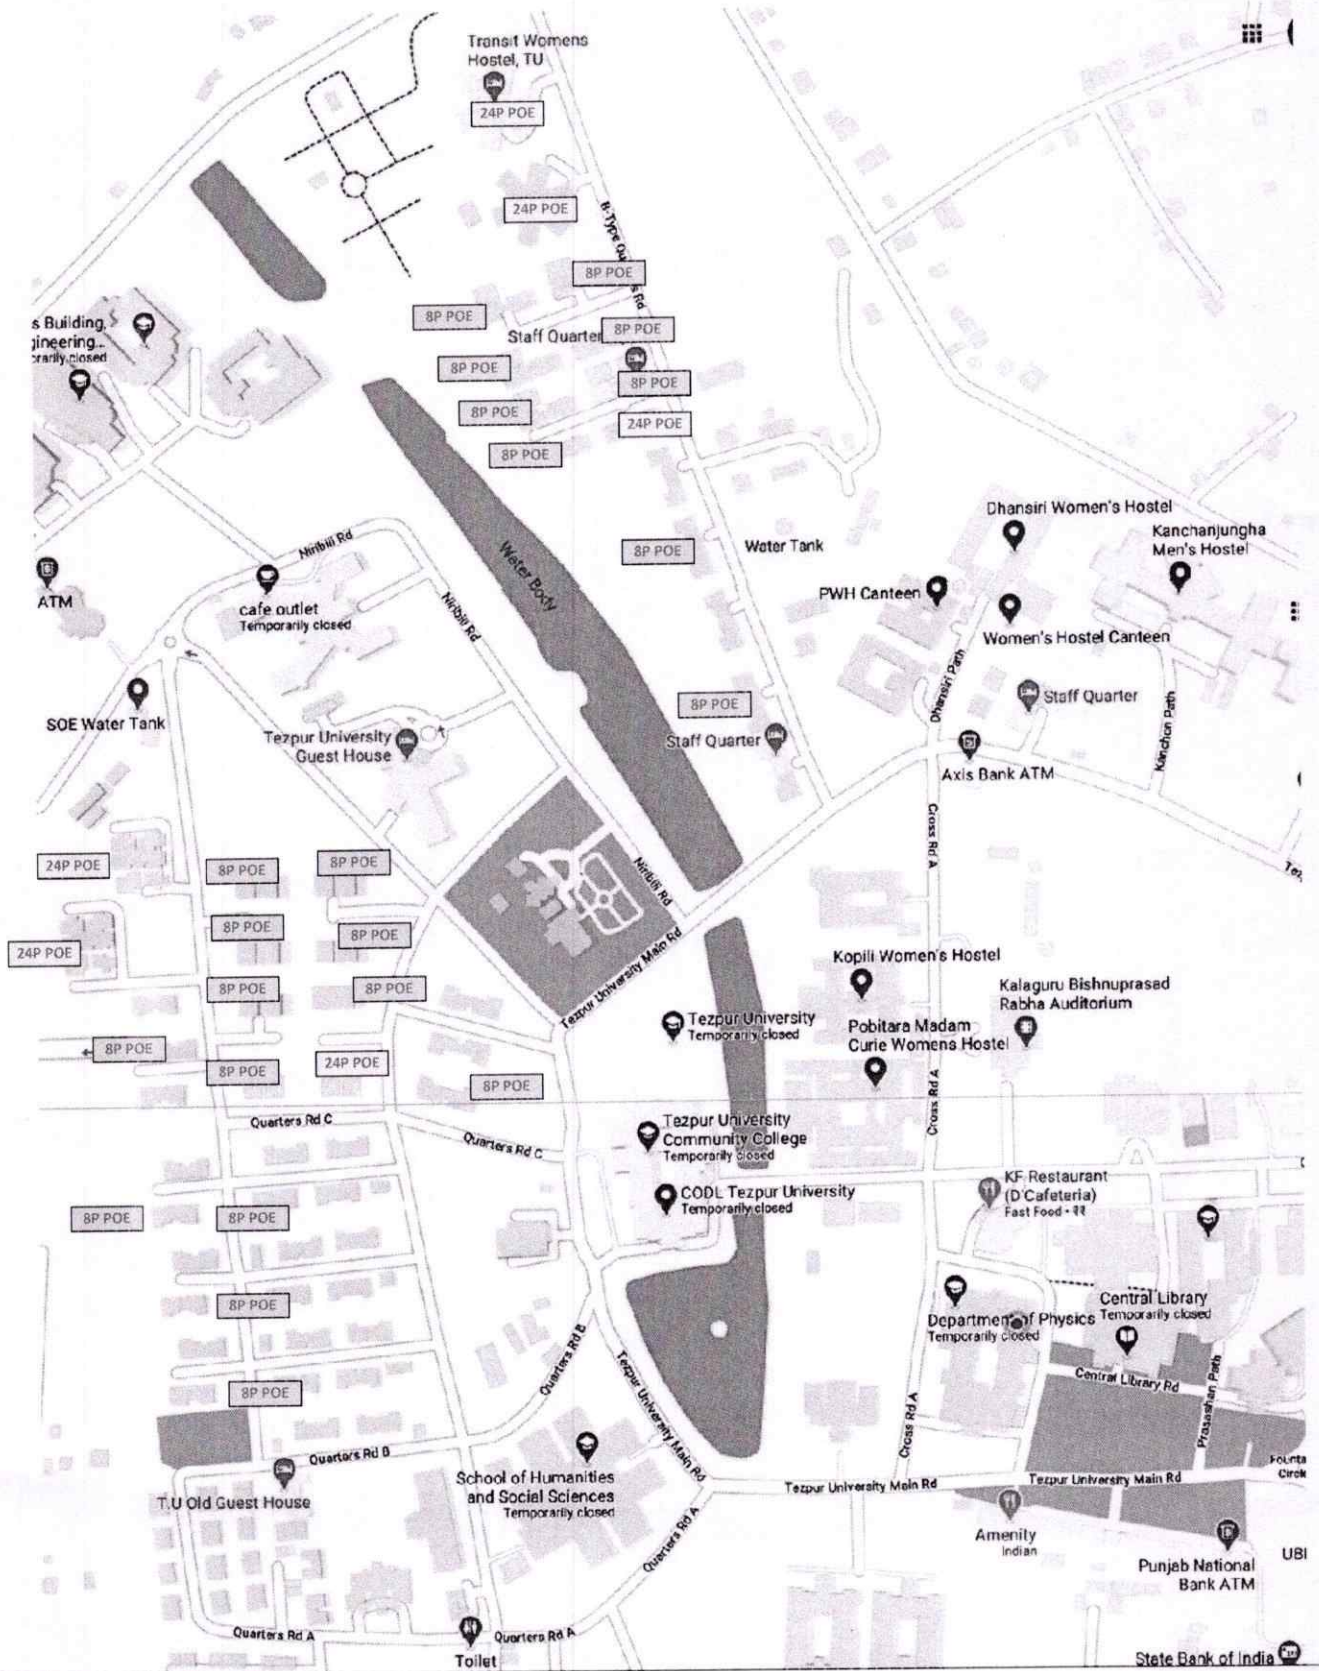 Transit Womens
Hostel, TU
24P POE
24P POE
8P POE
8P POE
Staff Quarter
8P POE
8P POE
8P POE
8P POE
24P POE
8P POE
s Building,
gineering...
orarily closed
Dhansiri Women's Hostel
Kanchanjungha
Men's Hostel
Water Tank
8P POE
Niribili Rd
Water Body
ATM
cafe outlet
Temporarily closed
Niribili Rd
PWH Canteen
Women's Hostel Canteen
Dhansiri Path
Staff Quarter
Kanchon Path
SOE Water Tank
8P POE
Tezpur University
Guest House
Staff Quarter
Axis Bank ATM
Cross Rd A
24P POE
8P POE
8P POE
Niribili Rd
8P POE
8P POE
24P POE
Tezpur University Main Rd
Kopili Women's Hostel
8P POE
8P POE
Kalaguru Bishnuprasad
Rabha Auditorium
Tezpur University
Temporarily closed
Pobitara Madam
Curie Womens Hostel
8P POE
8P POE
24P POE
8P POE
Cross Rd A
Quarters Rd C
Quarters Rd C
Tezpur University
Community College
Temporarily closed
KF Restaurant
(D'Cafeteria)
Fast Food
CODL Tezpur University
Temporarily closed
8P POE
8P POE
8P POE
Department of Physics
Temporarily closed
Central Library
Temporarily closed
Central Library Rd
Prasashan Path
8P POE
Quarters Rd B
Tezpur University Main Rd
Cross Rd A
Quarters Rd B
T.U Old Guest House
School of Humanities
and Social Sciences
Temporarily closed
Tezpur University Main Rd
Tezpur University Main Rd
Founta
Circle
Quarters Rd A
Amenity
Indian
Punjab National
Bank ATM
UBI
Quarters Rd A
Quarters Rd A
Toilet
State Bank of India